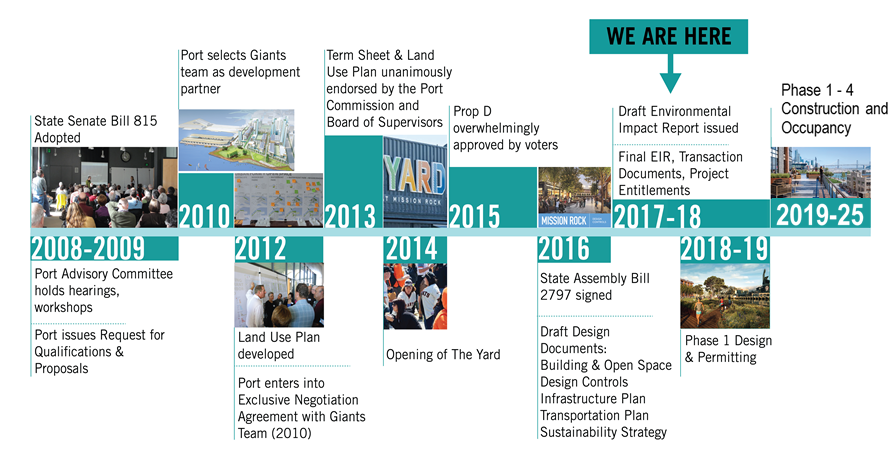 WE ARE HERE
State Senate Bill 815
Adopted
2008-2009
Port Advisory Committee
holds hearings,
workshops
Port issues Request for
Qualifications &
Proposals
Port selects Giants
team as development
partner
2010
2012
Land Use Plan
developed
Port enters into
Exclusive Negotiation
Agreement with Giants
Team (2010)
Term Sheet & Land
Use Plan unanimously
endorsed by the Port
Commission and
Board of Supervisors
2013
YARD
AT MISSION ROCK
2014
Opening of The Yard
Prop D
overwhelmingly
approved by voters
2015
MISSION ROCK
2016
State Assembly Bill
2797 signed
Draft Design
Documents:
Building & Open Space
Design Controls
Infrastructure Plan
Transportation Plan
Sustainability Strategy
Draft Environmental
Impact Report issued
Final EIR, Transaction
Documents, Project
Entitlements
2017-18
2018-19
Phase 1 Design
& Permitting
Phase 1 - 4
Construction and
Occupancy
2019-25